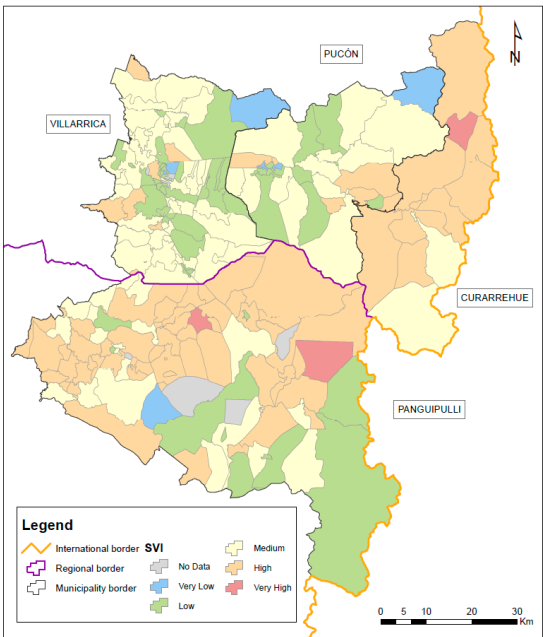 PUCÓN
N
VILLARRICA
CURARREHUE
PANGUIPULLI
Legend
International border
Regional border
Municipality border
SVI
No Data
Very Low
Low
Medium
High
Very High
0 5 10 20 30
Km